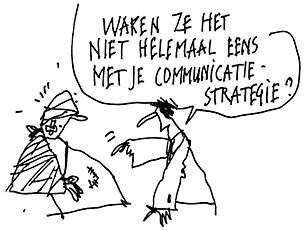 WAREN ZE HET
NIET HELEMAAL EENS
MET JE COMMUNICATIE-
STRATEGIE?